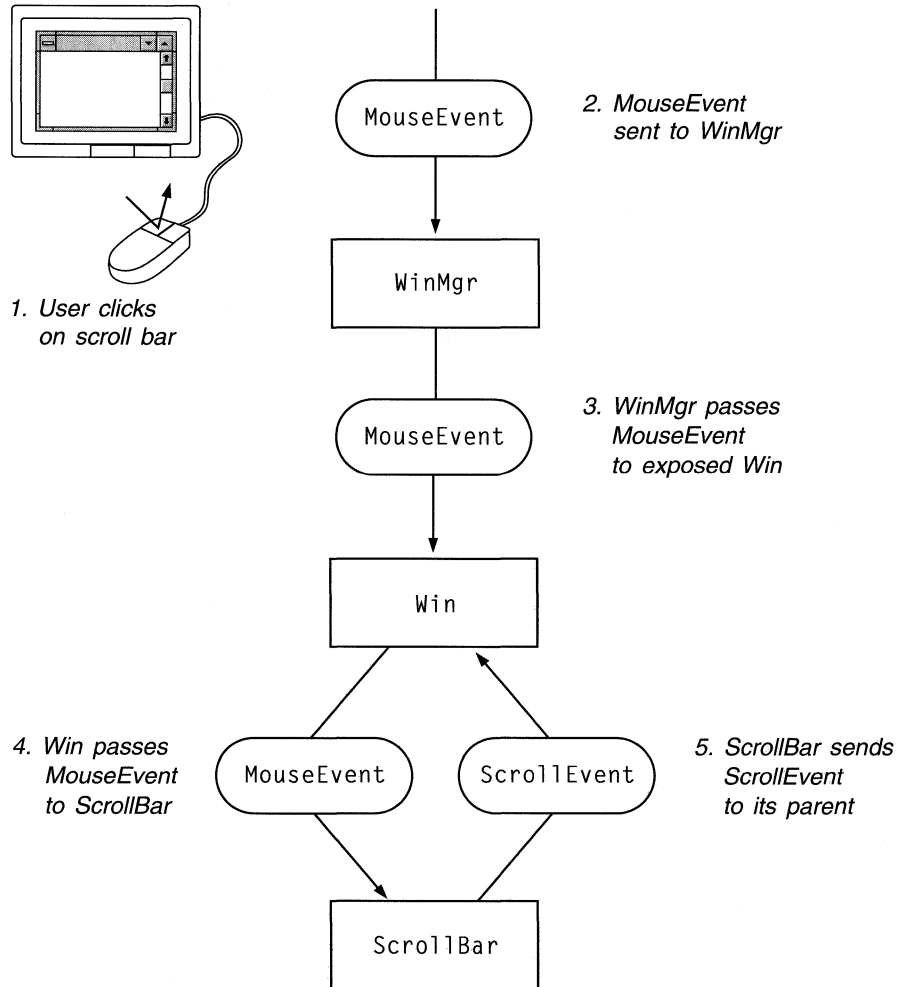 MouseEvent
2. MouseEvent
sent to WinMgr
WinMgr
1. User clicks
on scroll bar
MouseEvent
3. WinMgr passes
MouseEvent
to exposed Win
Win
4. Win passes
MouseEvent
to ScrollBar
MouseEvent
ScrollEvent
5. ScrollBar sends
ScrollEvent
to its parent
ScrollBar